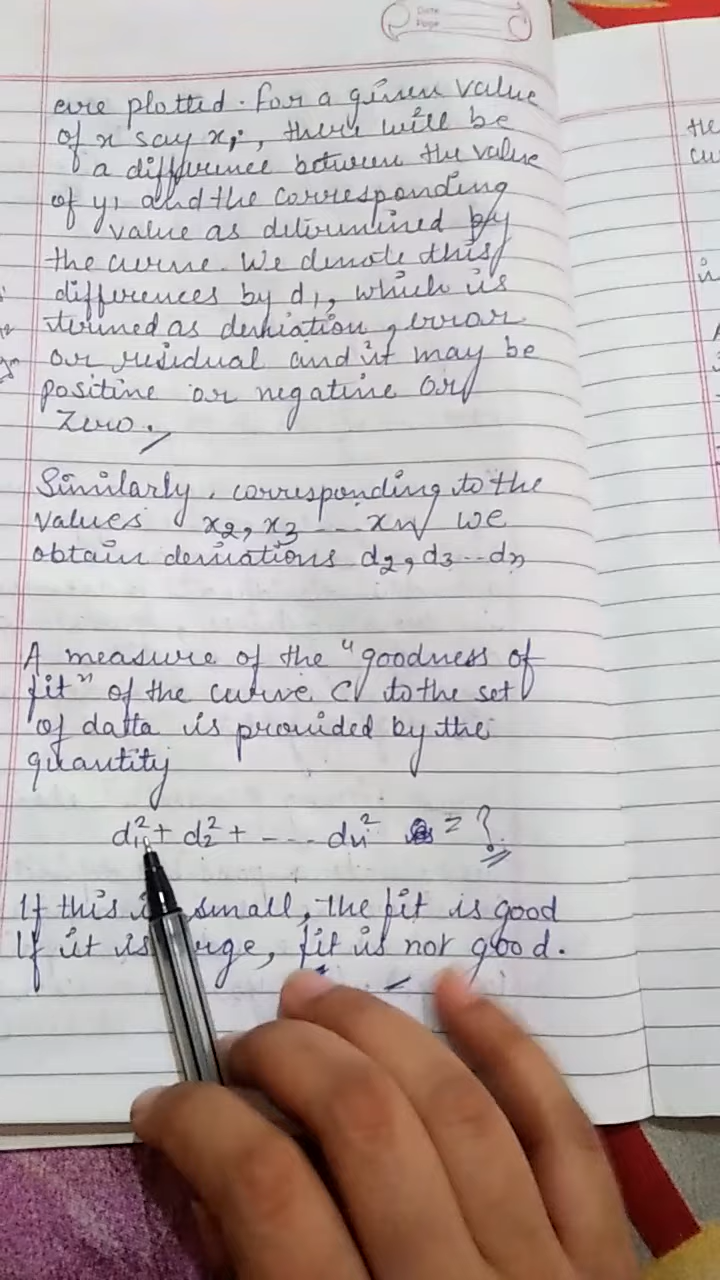 Date
Page
are plotted. For a given value
of x say x1, there will be
a difference between the value
of y1 and the corresponding
value as determined by
the curve. We denote this
differences by d1, which is
termed as deviation, error
or residual and it may be
positive or negative or
Zero.
Similarly, corresponding to the
values x2, x3 ... xn we
obtain deviations d2, d3 .. dn
A measure of the "goodness of
fit" of the curve C to the set
of datta is provided by the
quantity
d1² + d2² + - - - dn² = ?
If this small, the fit is good
If it is fit is not good.